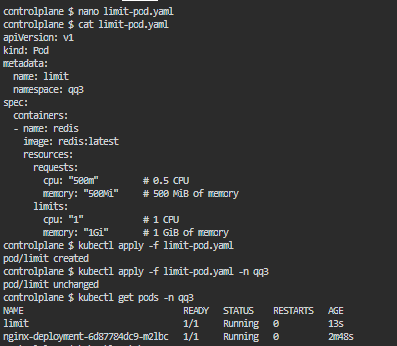 controlplane $ nano limit-pod.yaml
controlplane $ cat limit-pod.yaml
apiVersion: v1
kind: Pod
metadata:
  name: limit
  namespace: qq3
spec:
  containers:
  - name: redis
    image: redis:latest
    resources:
      requests:
        cpu: "500m"        # 0.5 CPU
        memory: "500Mi"    # 500 MiB of memory
      limits:
        cpu: "1"           # 1 CPU
        memory: "1Gi"      # 1 GiB of memory
controlplane $ kubectl apply -f limit-pod.yaml
pod/limit created
controlplane $ kubectl apply -f limit-pod.yaml -n qq3
pod/limit unchanged
controlplane $ kubectl get pods -n qq3
NAME                                READY   STATUS    RESTARTS   AGE
limit                               1/1     Running   0          13s
nginx-deployment-6d87784dc9-m2lbc   1/1     Running   0          2m48s